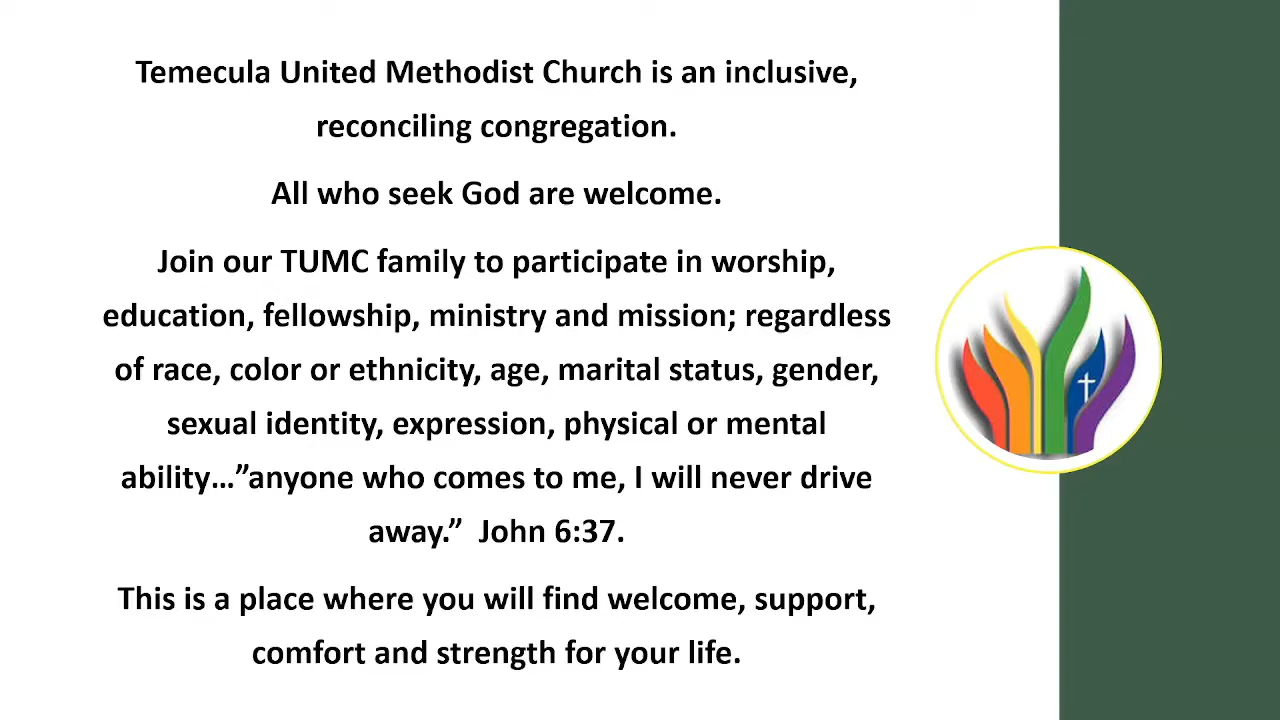 Temecula United Methodist Church is an inclusive,
reconciling congregation.
All who seek God are welcome.
Join our TUMC family to participate in worship,
education, fellowship, ministry and mission; regardless
of race, color or ethnicity, age, marital status, gender,
sexual identity, expression, physical or mental
ability…”anyone who comes to me, I will never drive
away.”  John 6:37.
This is a place where you will find welcome, support,
comfort and strength for your life.